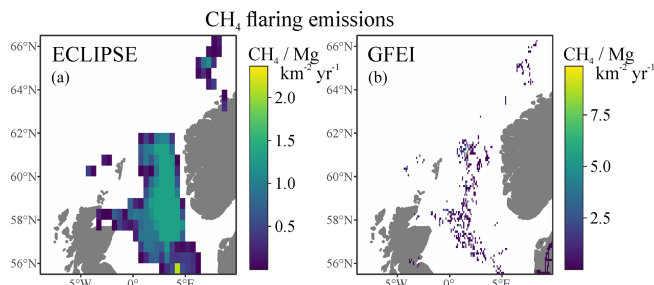 CH₄ flaring emissions
ECLIPSE
(a)
66°N
64°N
62°N
60°N
58°N
56°N
5°W
0°
5°E
CH₄ / Mg
km⁻² yr⁻¹
2.0
1.5
1.0
0.5
GFEI
(b)
66°N
64°N
62°N
60°N
58°N
56°N
5°W
0°
5°E
CH₄ / Mg
km⁻² yr⁻¹
7.5
5.0
2.5